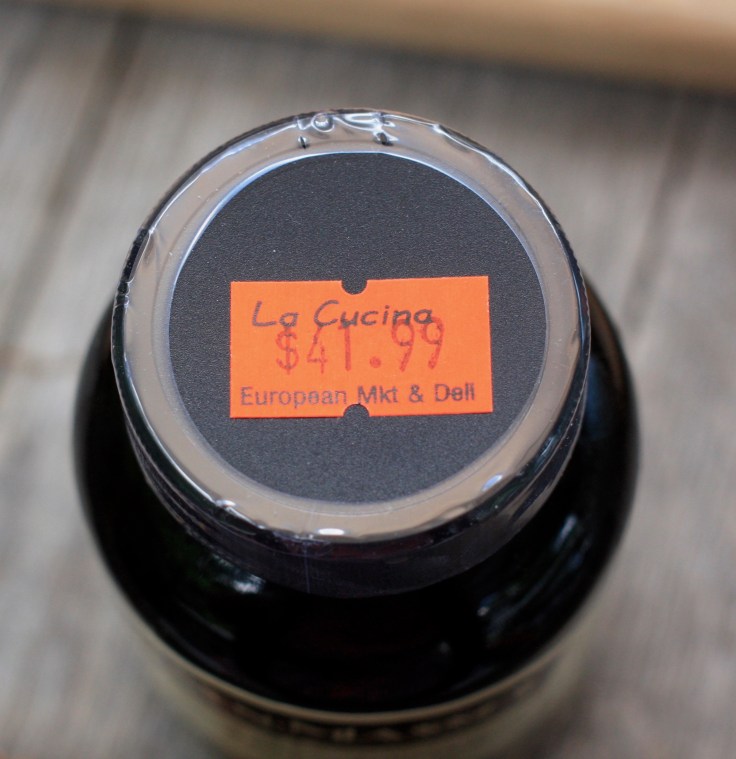 La Cucina
$41.99
European Mkt & Deli